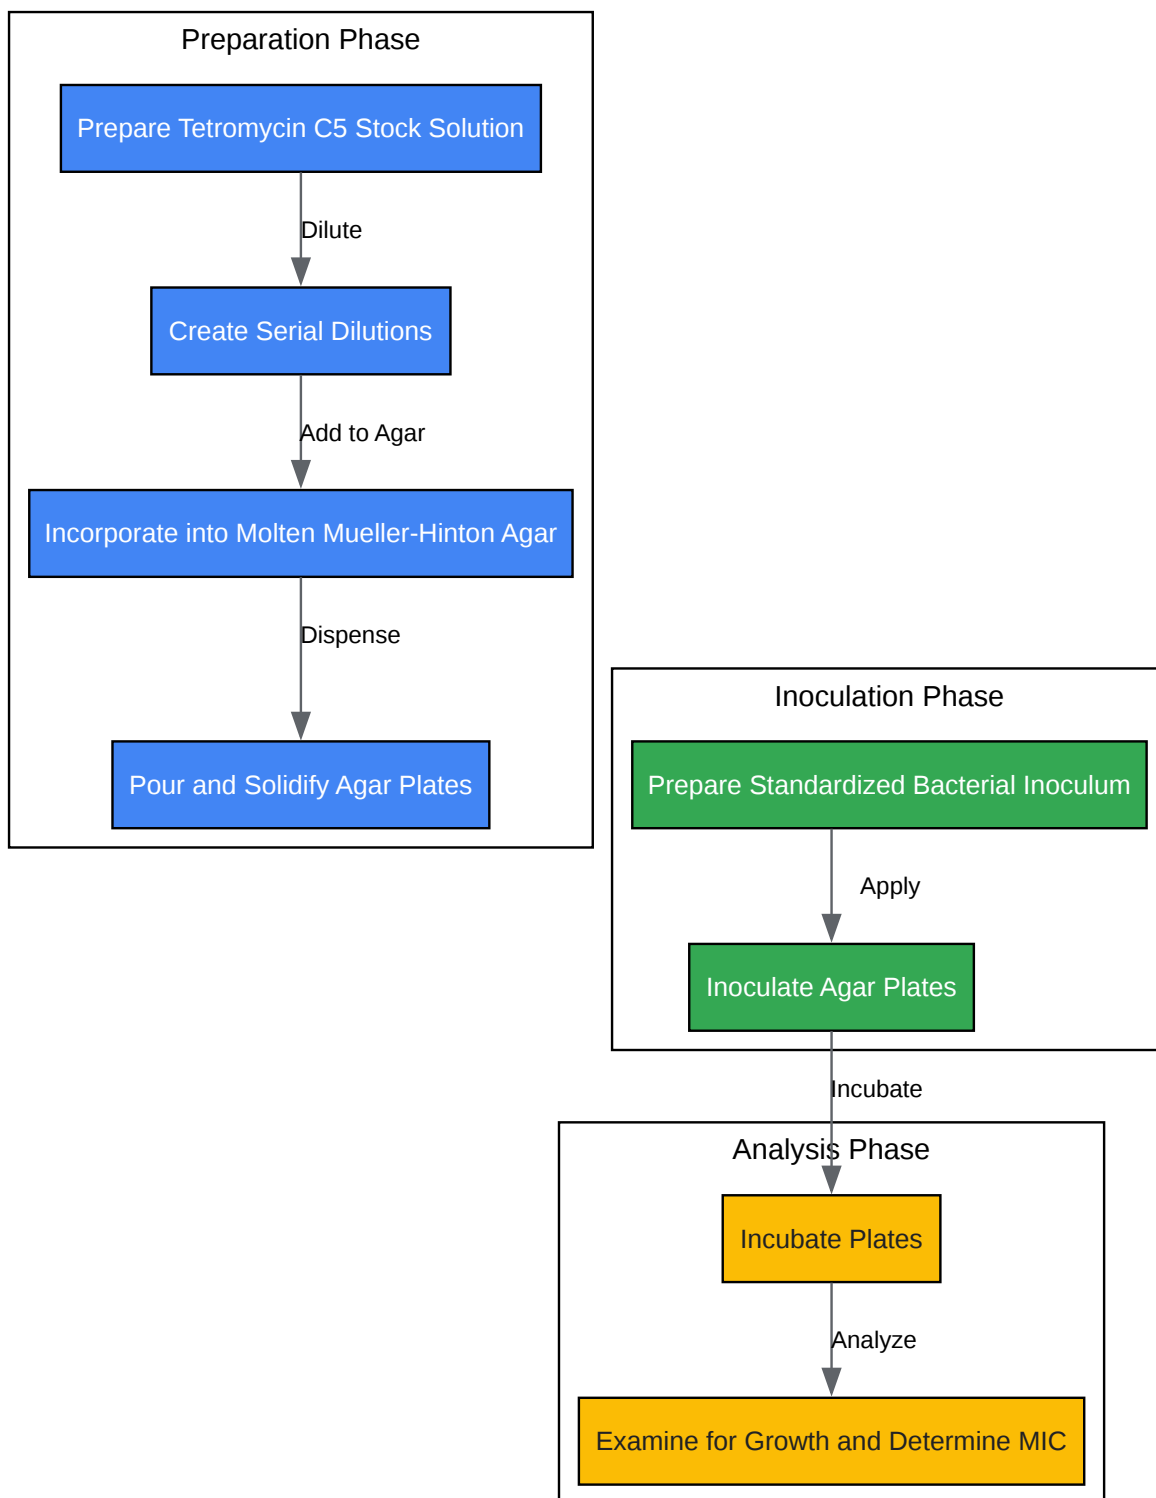 Preparation Phase
Prepare Tetromycin C5 Stock Solution
Dilute
Create Serial Dilutions
Add to Agar
Incorporate into Molten Mueller-Hinton Agar
Dispense
Pour and Solidify Agar Plates
Inoculation Phase
Prepare Standardized Bacterial Inoculum
Apply
Inoculate Agar Plates
Incubate
Analysis Phase
Incubate Plates
Analyze
Examine for Growth and Determine MIC